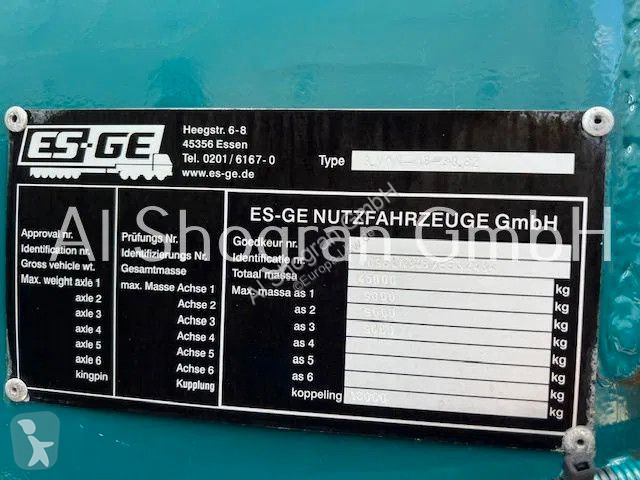 ES-GE
Heegstr. 6-8
45356 Essen
Tel. 0201/6167-0
www.es-ge.de
Type
ES-GE NUTZFAHRZEUGE GmbH
Approval nr.
Identification nr.
Gross vehicle wt.
Max. weight axle 1
axle 2
axle 3
axle 4
axle 5
axle 6
kingpin
Prüfungs Nr.
Identifizierungs Nr.
Gesamtmasse
max. Masse Achse 1
Achse 2
Achse 3
Achse 4
Achse 5
Achse 6
Kupplung
Goedkeur nr
Identificatie nr.
Totaal massa
kg
Max. massa as 1
kg
as 2
kg
as 3
kg
as 4
kg
as 5
kg
as 6
kg
koppeling
kg
Al Shogran GmbH
Al Shogran GmbH